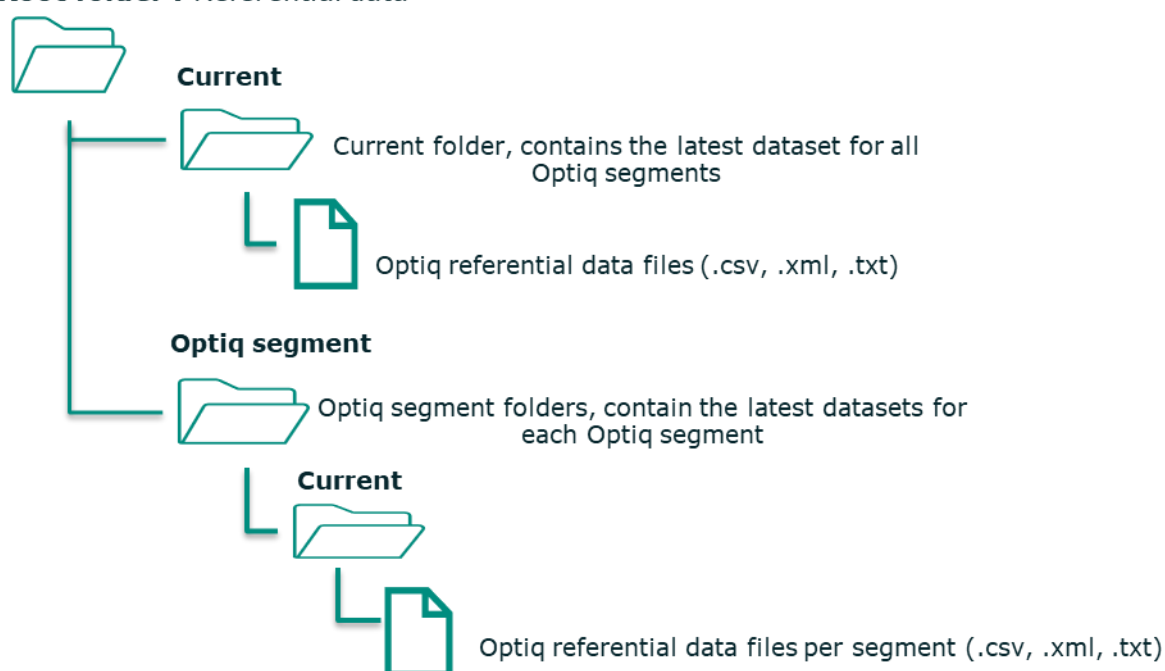 Current
Current folder, contains the latest dataset for all
Optiq segments
Optiq referential data files (.csv, .xml, .txt)
Optiq segment
Optiq segment folders, contain the latest datasets for
each Optiq segment
Current
Optiq referential data files per segment (.csv, .xml, .txt)